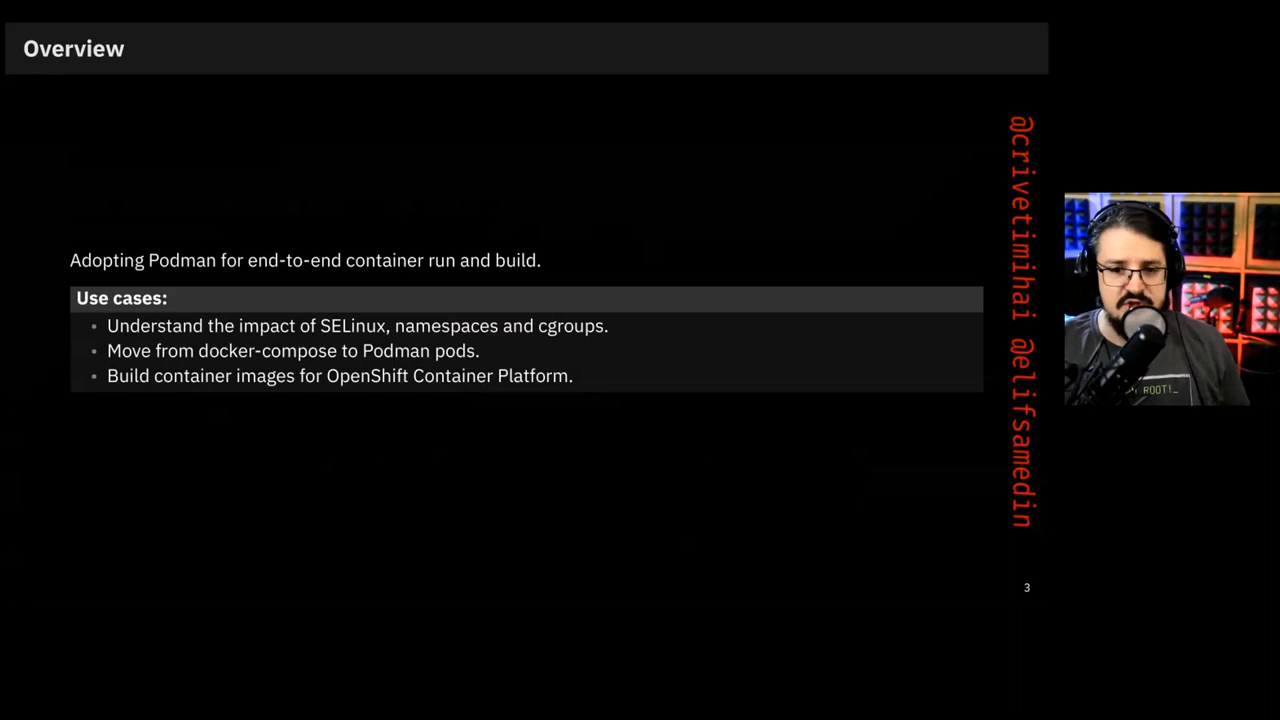 Overview
Adopting Podman for end-to-end container run and build.
Use cases:
• Understand the impact of SELinux, namespaces and cgroups.
• Move from docker-compose to Podman pods.
• Build container images for OpenShift Container Platform.
@crivetimihai @elifsamedin
ROOT!_
3